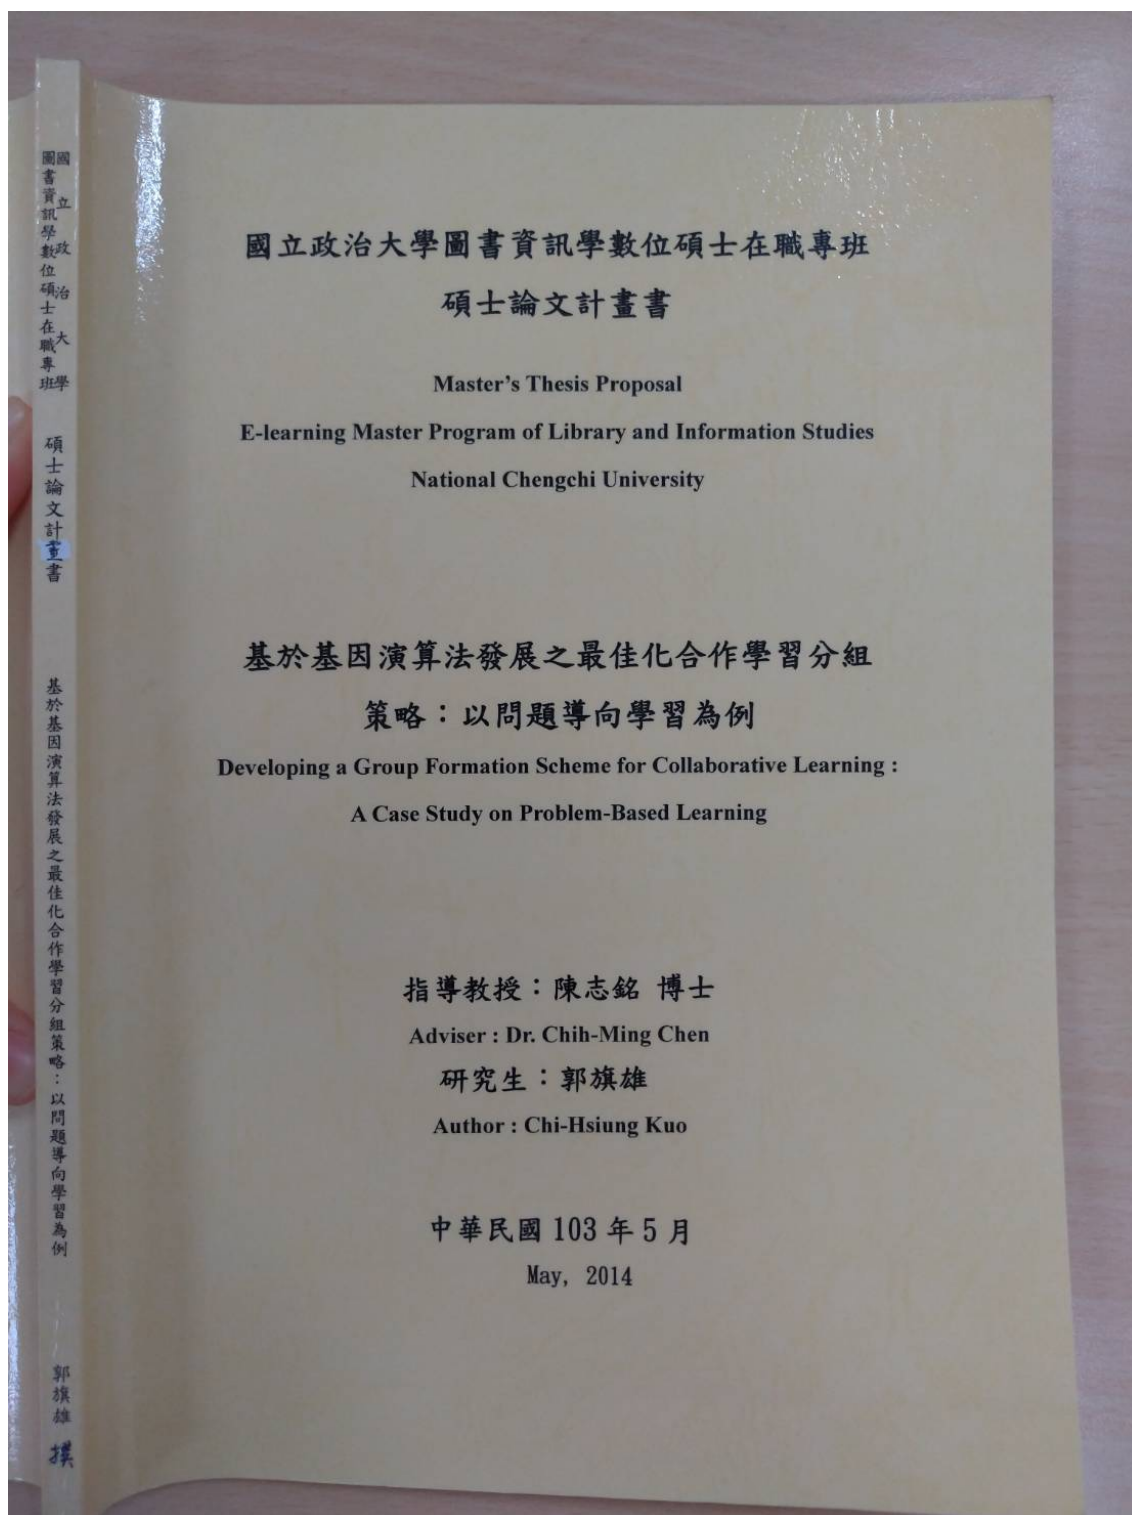 國立政治大學
圖書資訊學數位碩士在職專班
碩士論文計畫書
基於基因演算法發展之最佳化合作學習分組策略：以問題導向學習為例
郭旗雄
撰
國立政治大學圖書資訊學數位碩士在職專班
碩士論文計畫書
Master's Thesis Proposal
E-learning Master Program of Library and Information Studies
National Chengchi University
基於基因演算法發展之最佳化合作學習分組
策略：以問題導向學習為例
Developing a Group Formation Scheme for Collaborative Learning :
A Case Study on Problem-Based Learning
指導教授：陳志銘 博士
Adviser : Dr. Chih-Ming Chen
研究生：郭旗雄
Author : Chi-Hsiung Kuo
中華民國 103 年 5 月
May, 2014